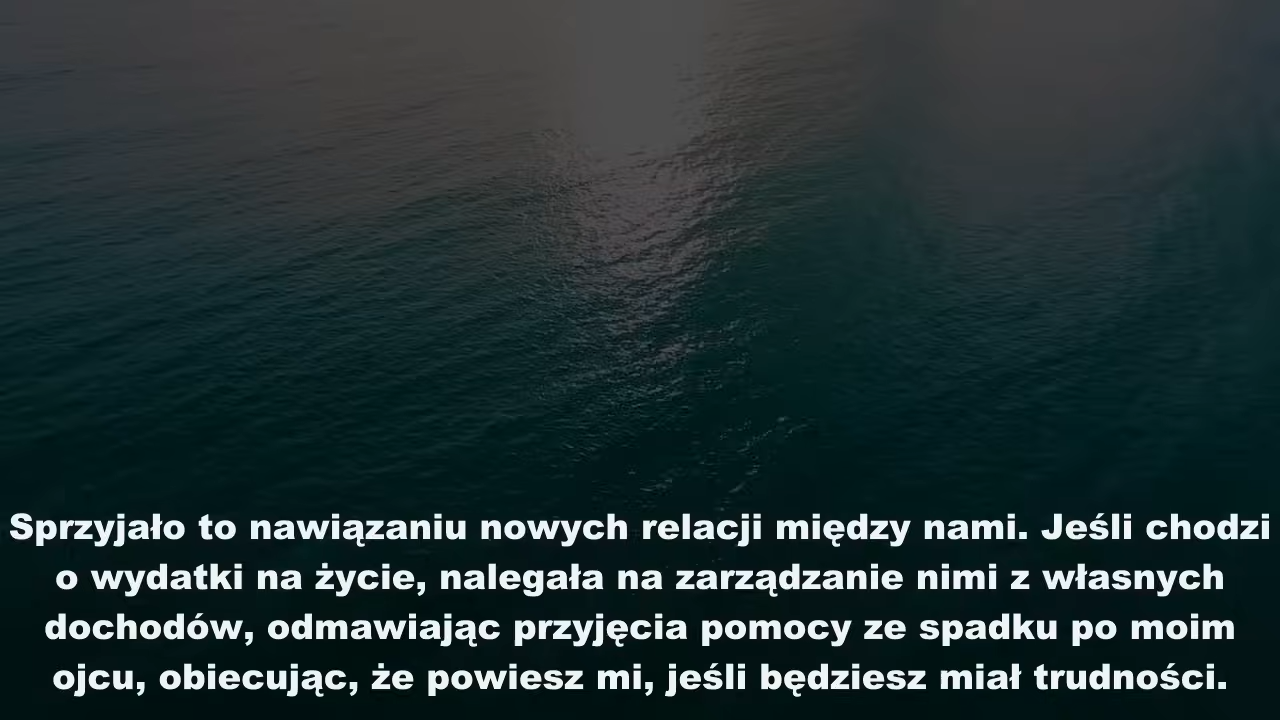 Sprzyjało to nawiązaniu nowych relacji między nami. Jeśli chodzi
o wydatki na życie, nalegała na zarządzanie nimi z własnych
dochodów, odmawiając przyjęcia pomocy ze spadku po moim
ojcu, obiecując, że powiesz mi, jeśli będziesz miał trudności.